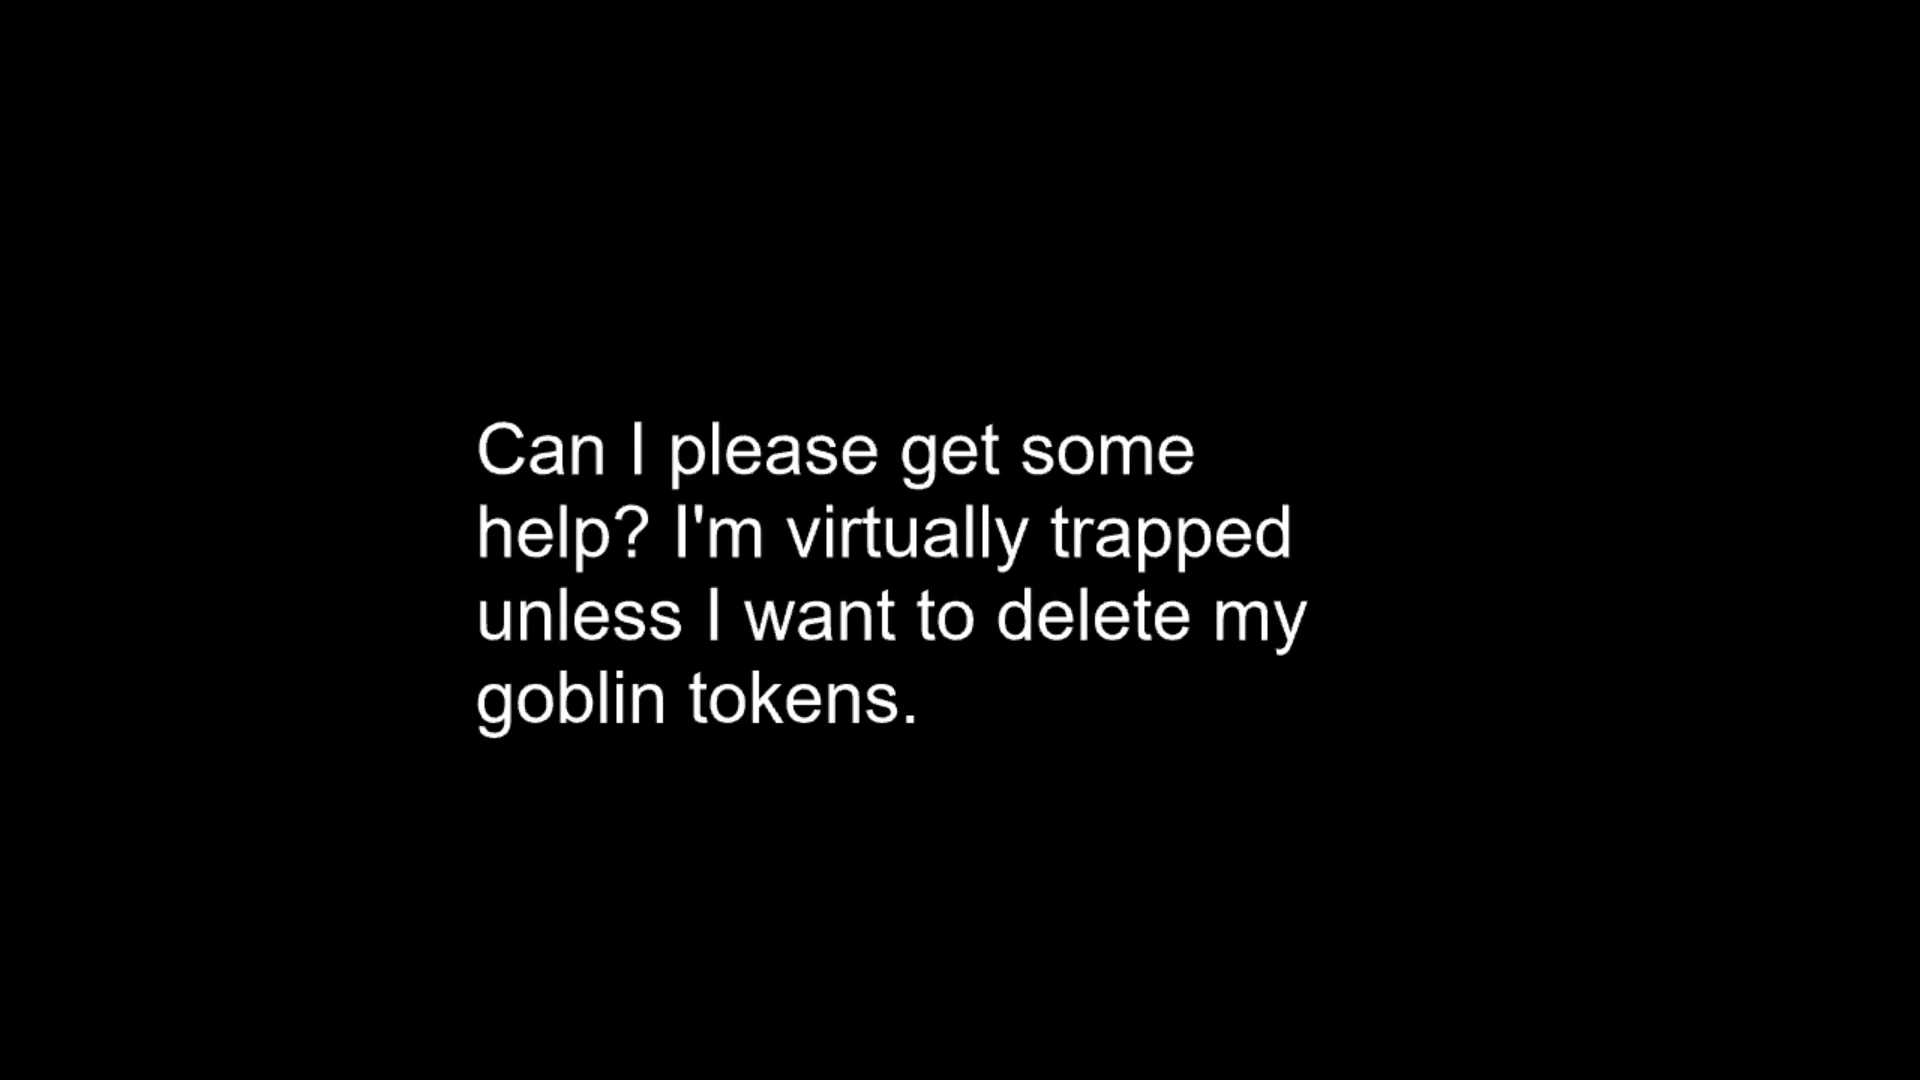 Can I please get some
help? I'm virtually trapped
unless I want to delete my
goblin tokens.